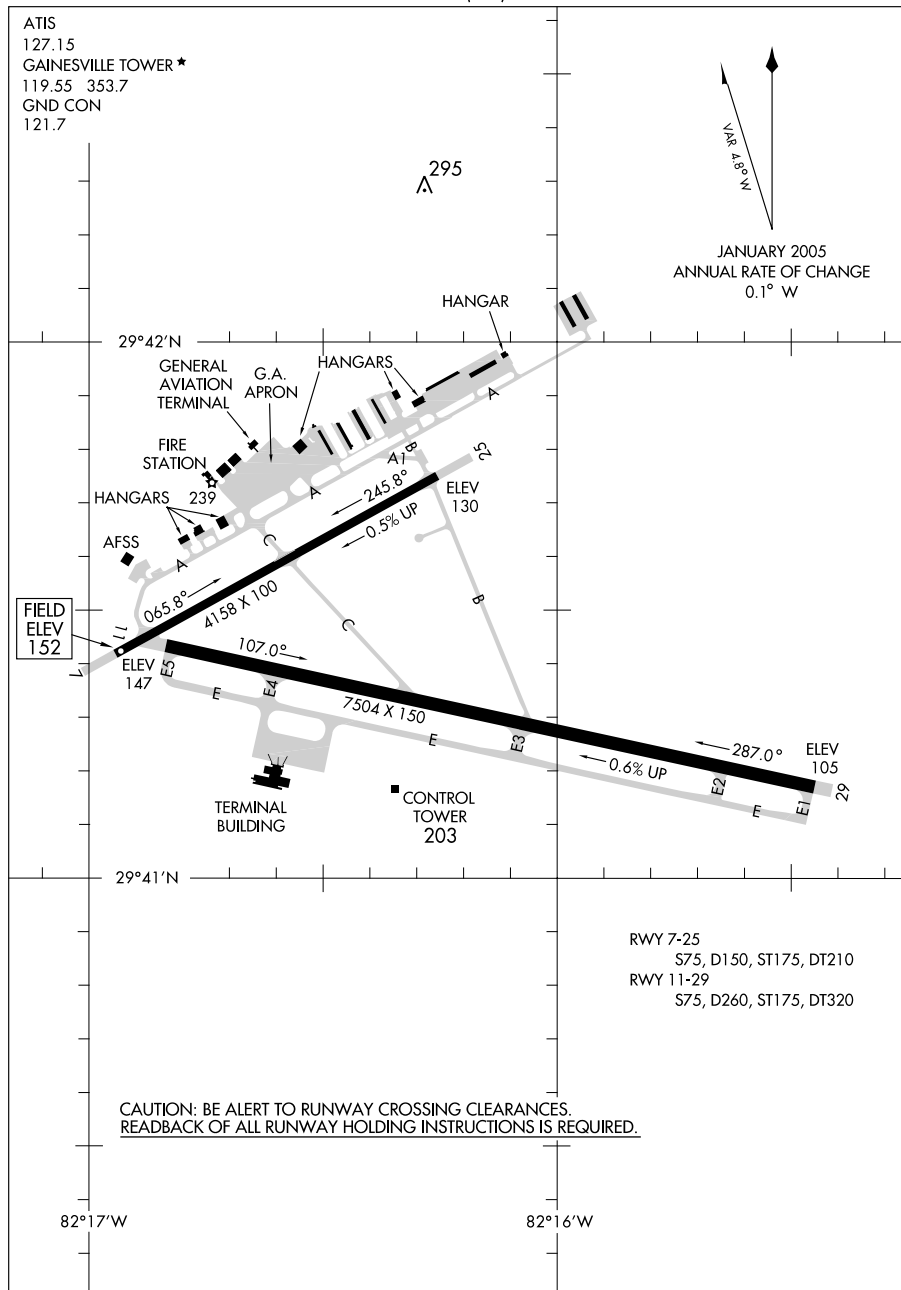 ATIS
127.15
GAINESVILLE TOWER ★
119.55 353.7
GND CON
121.7
295
VAR 4.8° W
JANUARY 2005
ANNUAL RATE OF CHANGE
0.1° W
HANGAR
29°42'N
GENERAL
AVIATION
TERMINAL
G.A.
APRON
HANGARS
A
FIRE
STATION
239
A1
B
25
A
245.8°
ELEV
130
0.5% UP
HANGARS
C
AFSS
A
065.8°
4158 X 100
B
FIELD
ELEV
152
11
C
7
ELEV
147
E5
107.0°
E4
E
7504 X 150
E
E3
287.0°
ELEV
105
0.6% UP
E2
E
E1
29
TERMINAL
BUILDING
CONTROL
TOWER
203
29°41'N
RWY 7-25
S75, D150, ST175, DT210
RWY 11-29
S75, D260, ST175, DT320
CAUTION: BE ALERT TO RUNWAY CROSSING CLEARANCES.
READBACK OF ALL RUNWAY HOLDING INSTRUCTIONS IS REQUIRED.
82°17'W
82°16'W